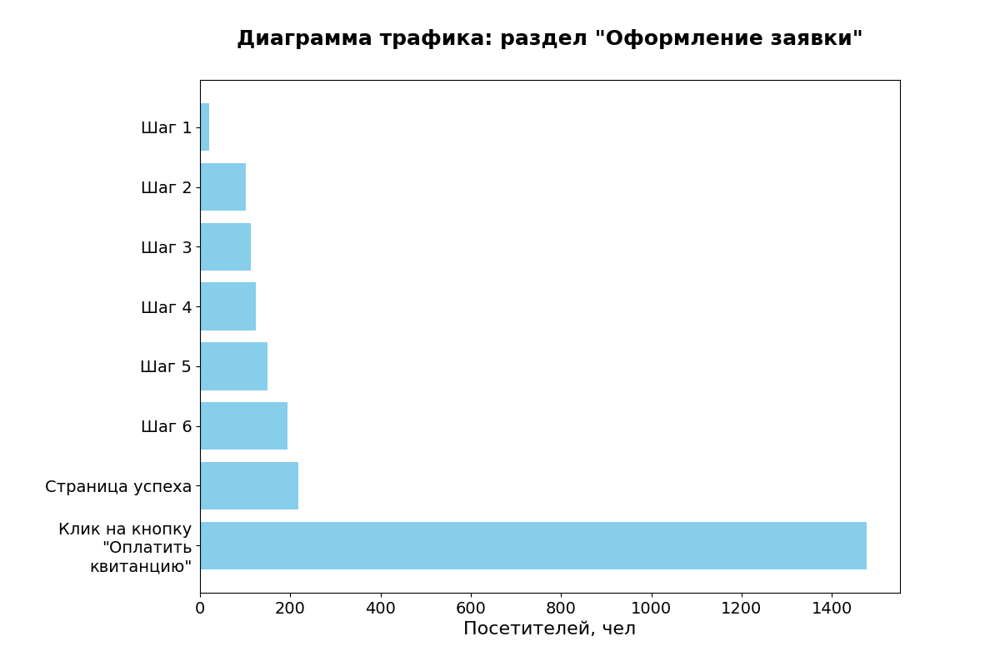 Диаграмма трафика: раздел "Оформление заявки"
Шаг 1
Шаг 2
Шаг 3
Шаг 4
Шаг 5
Шаг 6
Страница успеха
Клик на кнопку
"Оплатить
квитанцию"
0 200 400 600 800 1000 1200 1400
Посетителей, чел